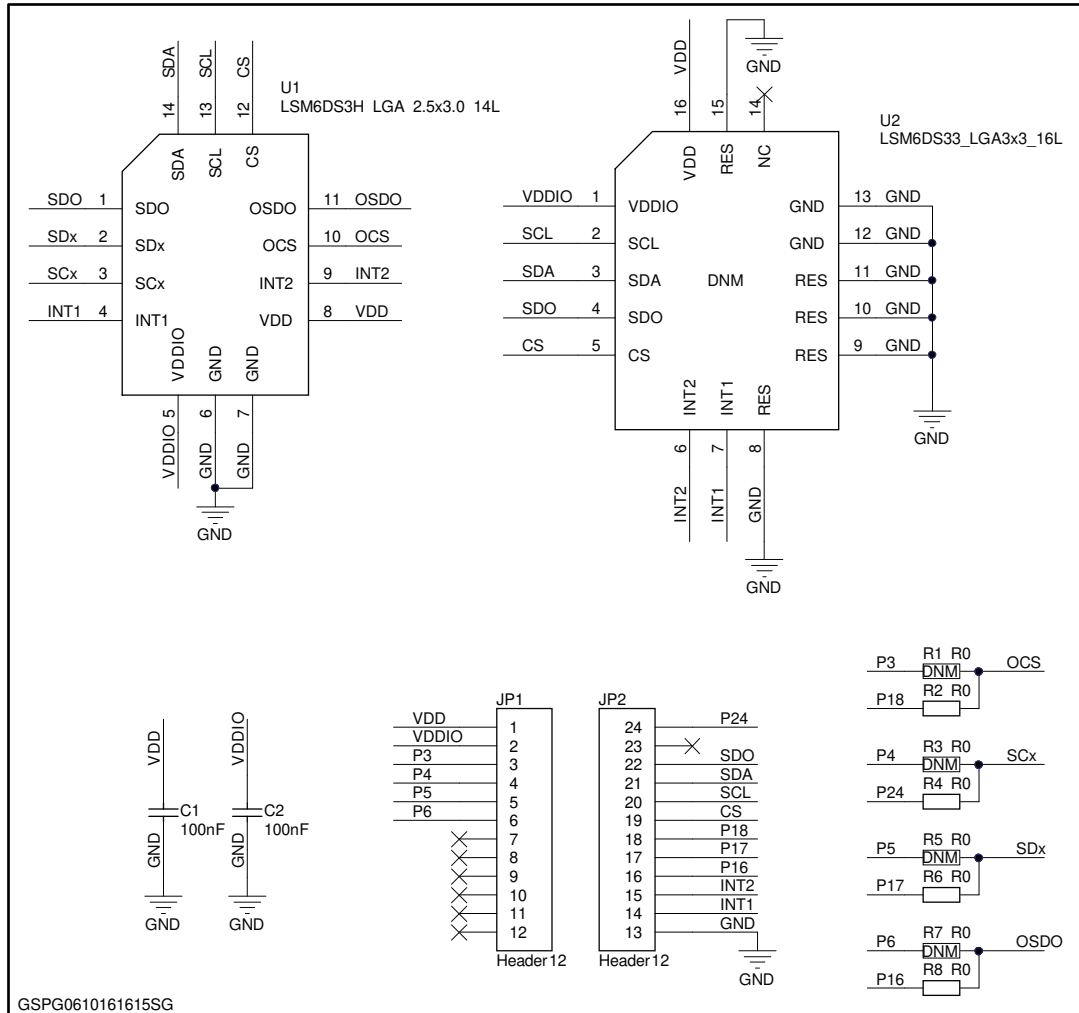 SDA
SCL
CS
14
13
12
U1
LSM6DS3H LGA 2.5x3.0 14L
SDA
SCL
CS
SDO 1 SDO OSDO 11 OSDO
SDx 2 SDx OCS 10 OCS
SCx 3 SCx INT2 9 INT2
INT1 4 INT1 VDD 8 VDD
VDDIO
GND
GND
5
6
7
VDDIO
GND
GND
GND
VDD
GND
16
15
14
U2
LSM6DS33_LGA3x3_16L
VDD
RES
NC
VDDIO 1 VDDIO GND 13 GND
SCL 2 SCL GND 12 GND
SDA 3 SDA DNM RES 11 GND
SDO 4 SDO RES 10 GND
CS 5 CS RES 9 GND
INT2
INT1
RES
GND
6
7
8
INT2
INT1
GND
GND
VDD
C1
100nF
GND
GND
VDDIO
C2
100nF
GND
GND
JP1
VDD 1
VDDIO 2
P3 3
P4 4
P5 5
P6 6
7
8
9
10
11
12
Header 12
JP2
24 P24
23
22 SDO
21 SDA
20 SCL
19 CS
18 P18
17 P17
16 P16
15 INT2
14 INT1
13 GND
Header 12
GND
R1 R0
P3 DNM OCS
R2 R0
P18
R3 R0
P4 DNM SCx
R4 R0
P24
R5 R0
P5 DNM SDx
R6 R0
P17
R7 R0
P6 DNM OSDO
R8 R0
P16
GSPG0610161615SG